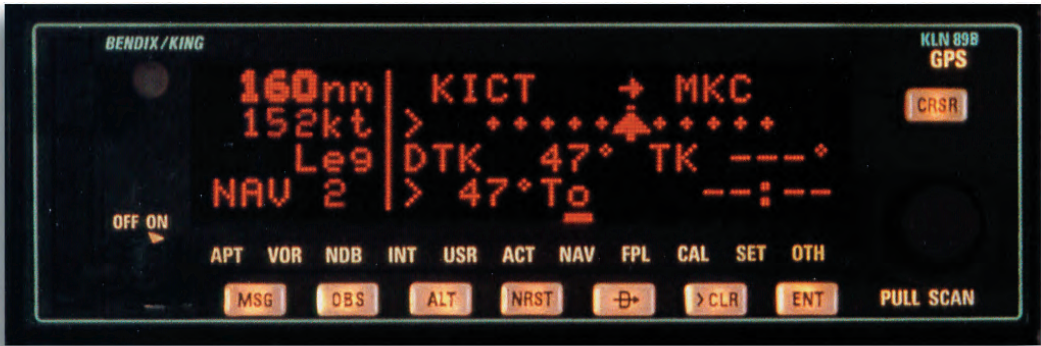 BENDIX/KING
KLN 89B
GPS
CRSR
160nm KICT → MKC
152kt >
Leg DTK 47° TK ---°
NAV 2 > 47°To --:--
OFF ON
APT VOR NDB INT USR ACT NAV FPL CAL SET OTH
MSG OBS ALT NRST D→ >CLR ENT
PULL SCAN